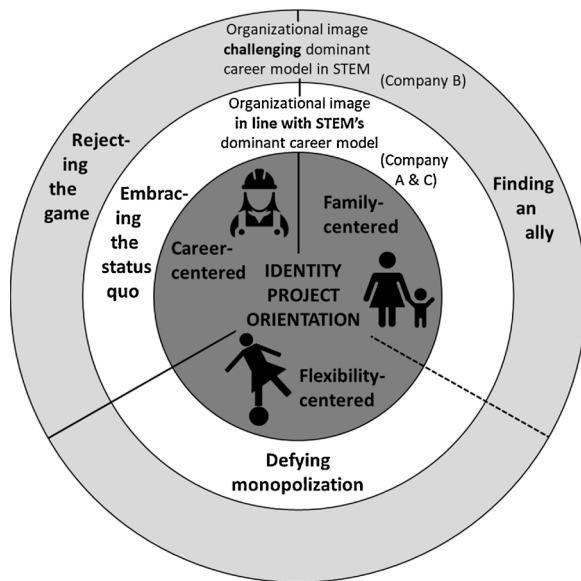 Organizational image
challenging dominant
career model in STEM
(Company B)
Organizational image
in line with STEM's
dominant career model
(Company
A & C)
Reject-
ing
the
game
Embrac-
ing
the
status
quo
Finding
an
ally
Career-
centered
Family-
centered
IDENTITY
PROJECT
ORIENTATION
Flexibility-
centered
Defying
monopolization